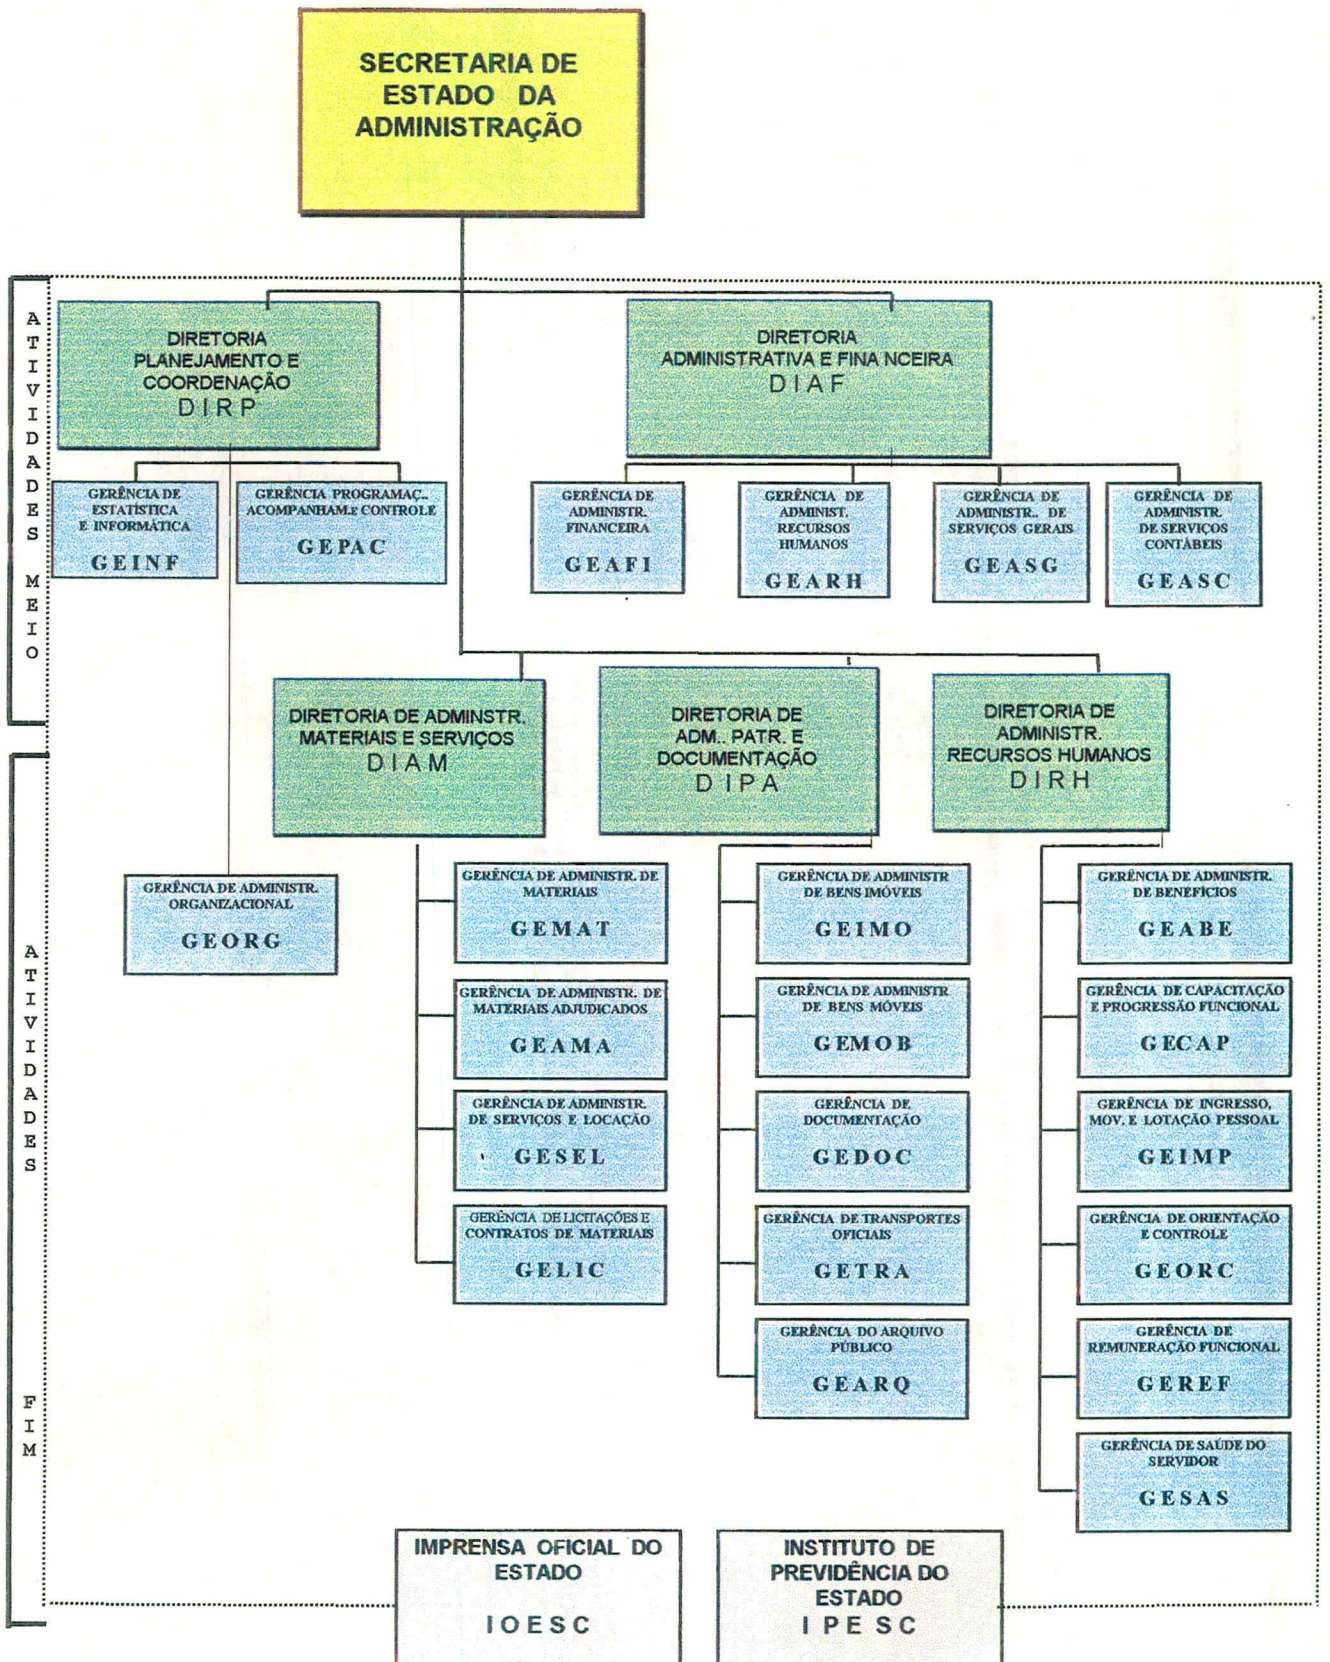 SECRETARIA DE
ESTADO DA
ADMINISTRAÇÃO
ATIVIDADES MEIO
DIRETORIA
PLANEJAMENTO E
COORDENAÇÃO
DIRP
DIRETORIA
ADMINISTRATIVA E FINA NCEIRA
DIAF
GERÊNCIA DE
ESTATÍSTICA
E INFORMÁTICA
GEINF
GERÊNCIA PROGRAMAÇ..
ACOMPANHAM.e CONTROLE
GEPAC
GERÊNCIA DE
ADMINISTR.
FINANCEIRA
GEAFI
GERÊNCIA DE
ADMINIST.
RECURSOS
HUMANOS
GEARH
GERÊNCIA DE
ADMINISTR.. DE
SERVIÇOS GERAIS
GEASG
GERÊNCIA DE
ADMINISTR.
DE SERVIÇOS
CONTÁBEIS
GEASC
DIRETORIA DE ADMINSTR.
MATERIAIS E SERVIÇOS
DIAM
DIRETORIA DE
ADM.. PATR. E
DOCUMENTAÇÃO
DIPA
DIRETORIA DE
ADMINISTR.
RECURSOS HUMANOS
DIRH
ATIVIDADES FIM
GERÊNCIA DE ADMINISTR.
ORGANIZACIONAL
GEORG
GERÊNCIA DE ADMINISTR. DE
MATERIAIS
GEMAT
GERÊNCIA DE ADMINISTR. DE
MATERIAIS ADJUDICADOS
GEAMA
GERÊNCIA DE ADMINISTR.
DE SERVIÇOS E LOCAÇÃO
GESEL
GERÊNCIA DE LICITAÇÕES E
CONTRATOS DE MATERIAIS
GELIC
GERÊNCIA DE ADMINISTR
DE BENS IMÓVEIS
GEIMO
GERÊNCIA DE ADMINISTR
DE BENS MÓVEIS
GEMOB
GERÊNCIA DE
DOCUMENTAÇÃO
GEDOC
GERÊNCIA DE TRANSPORTES
OFICIAIS
GETRA
GERÊNCIA DO ARQUIVO
PÚBLICO
GEARQ
GERÊNCIA DE ADMINISTR.
DE BENEFÍCIOS
GEABE
GERÊNCIA DE CAPACITAÇÃO
E PROGRESSÃO FUNCIONAL
GECAP
GERÊNCIA DE INGRESSO,
MOV. E LOTAÇÃO PESSOAL
GEIMP
GERÊNCIA DE ORIENTAÇÃO
E CONTROLE
GEORC
GERÊNCIA DE
REMUNERAÇÃO FUNCIONAL
GEREF
GERÊNCIA DE SAÚDE DO
SERVIDOR
GESAS
IMPRENSA OFICIAL DO
ESTADO
IOESC
INSTITUTO DE
PREVIDÊNCIA DO
ESTADO
IPESC